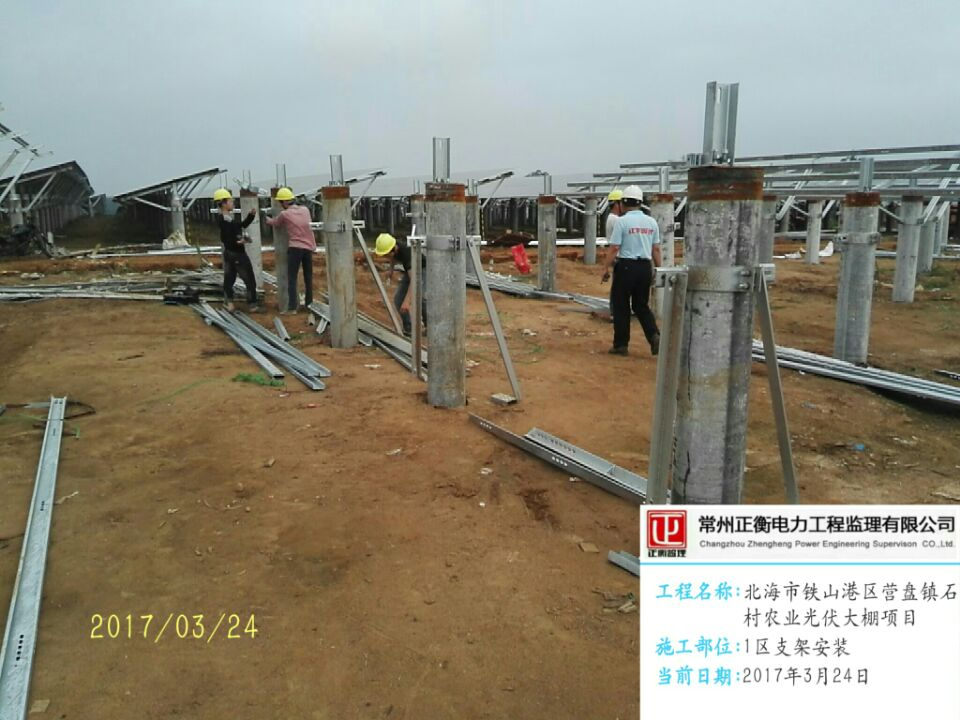 常州正衡电力工程监理有限公司
Changzhou Zhengheng Power Engineering Supervison CO.,Ltd.
正衡监理
工程名称:北海市铁山港区营盘镇石
村农业光伏大棚项目
施工部位:1区支架安装
当前日期:2017年3月24日
2017/03/24